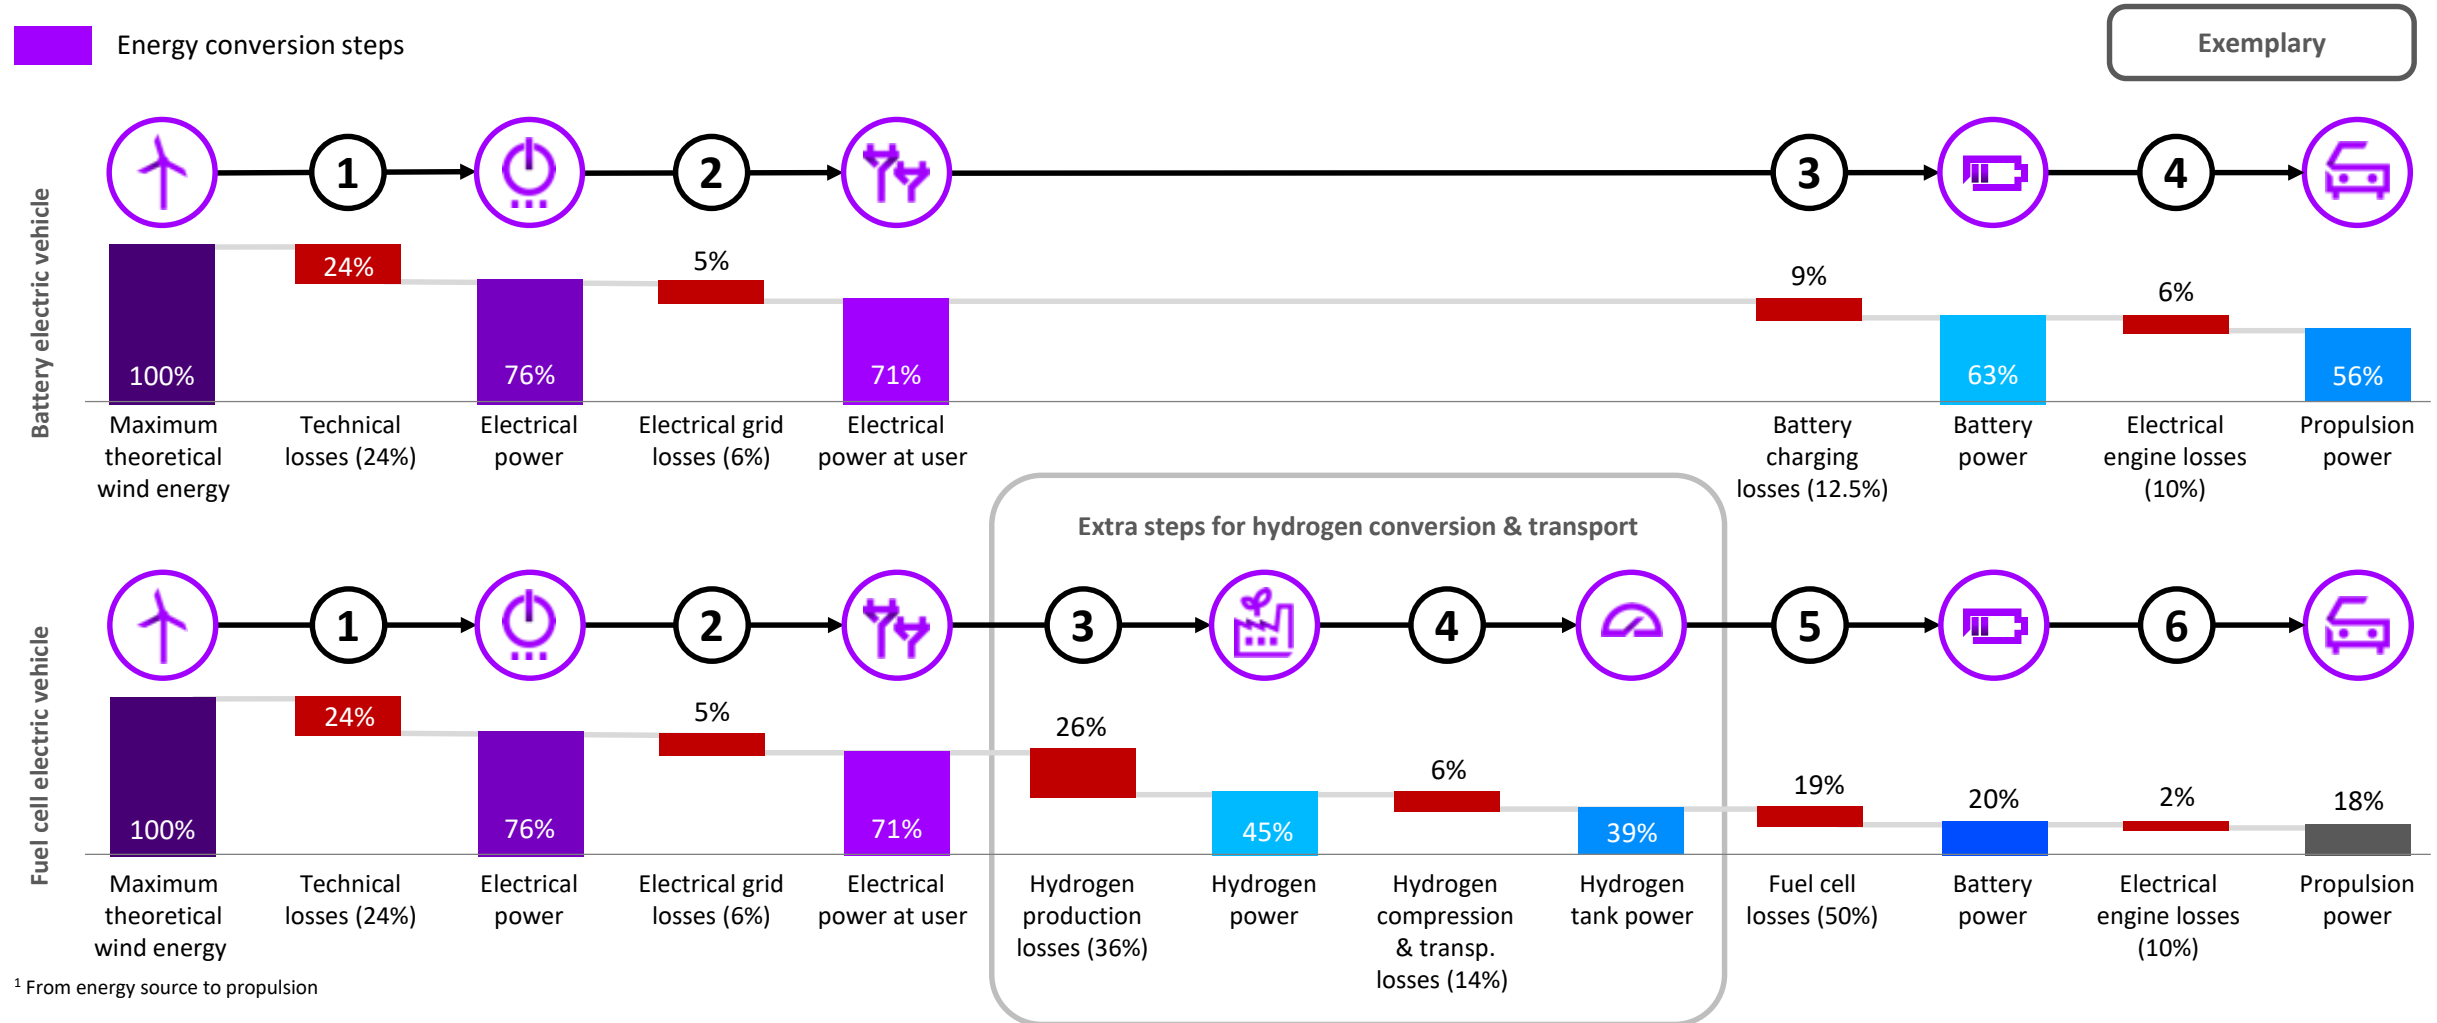 Energy conversion steps
Exemplary
Battery electric vehicle
1
2
3
4
24%
5%
9%
6%
100%
76%
71%
63%
56%
Maximum
theoretical
wind energy
Technical
losses (24%)
Electrical
power
Electrical grid
losses (6%)
Electrical
power at user
Battery
charging
losses (12.5%)
Battery
power
Electrical
engine losses
(10%)
Propulsion
power
Extra steps for hydrogen conversion & transport
Fuel cell electric vehicle
1
2
3
4
5
6
24%
5%
26%
6%
19%
20%
2%
18%
100%
76%
71%
45%
39%
Maximum
theoretical
wind energy
Technical
losses (24%)
Electrical
power
Electrical grid
losses (6%)
Electrical
power at user
Hydrogen
production
losses (36%)
Hydrogen
power
Hydrogen
compression
& transp.
losses (14%)
Hydrogen
tank power
Fuel cell
losses (50%)
Battery
power
Electrical
engine losses
(10%)
Propulsion
power
1 From energy source to propulsion